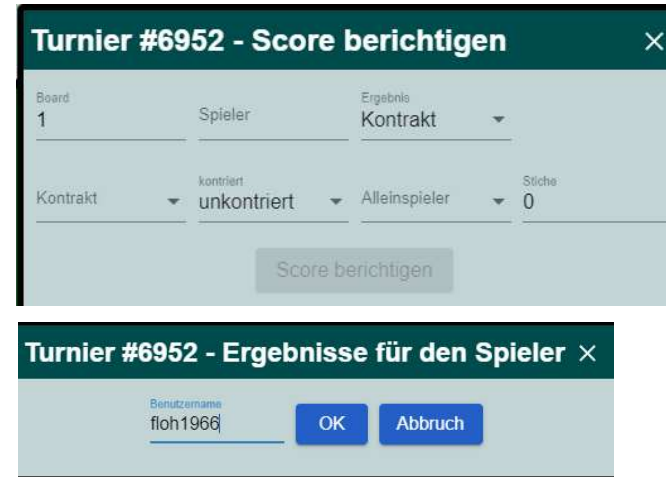 Turnier #6952 - Score berichtigen ×
Board Ergebnis
1 Spieler Kontrakt
kontriert Stiche
Kontrakt unkontriert Alleinspieler 0
Score berichtigen
Turnier #6952 - Ergebnisse für den Spieler ×
Benutzername
floh1966 OK Abbruch